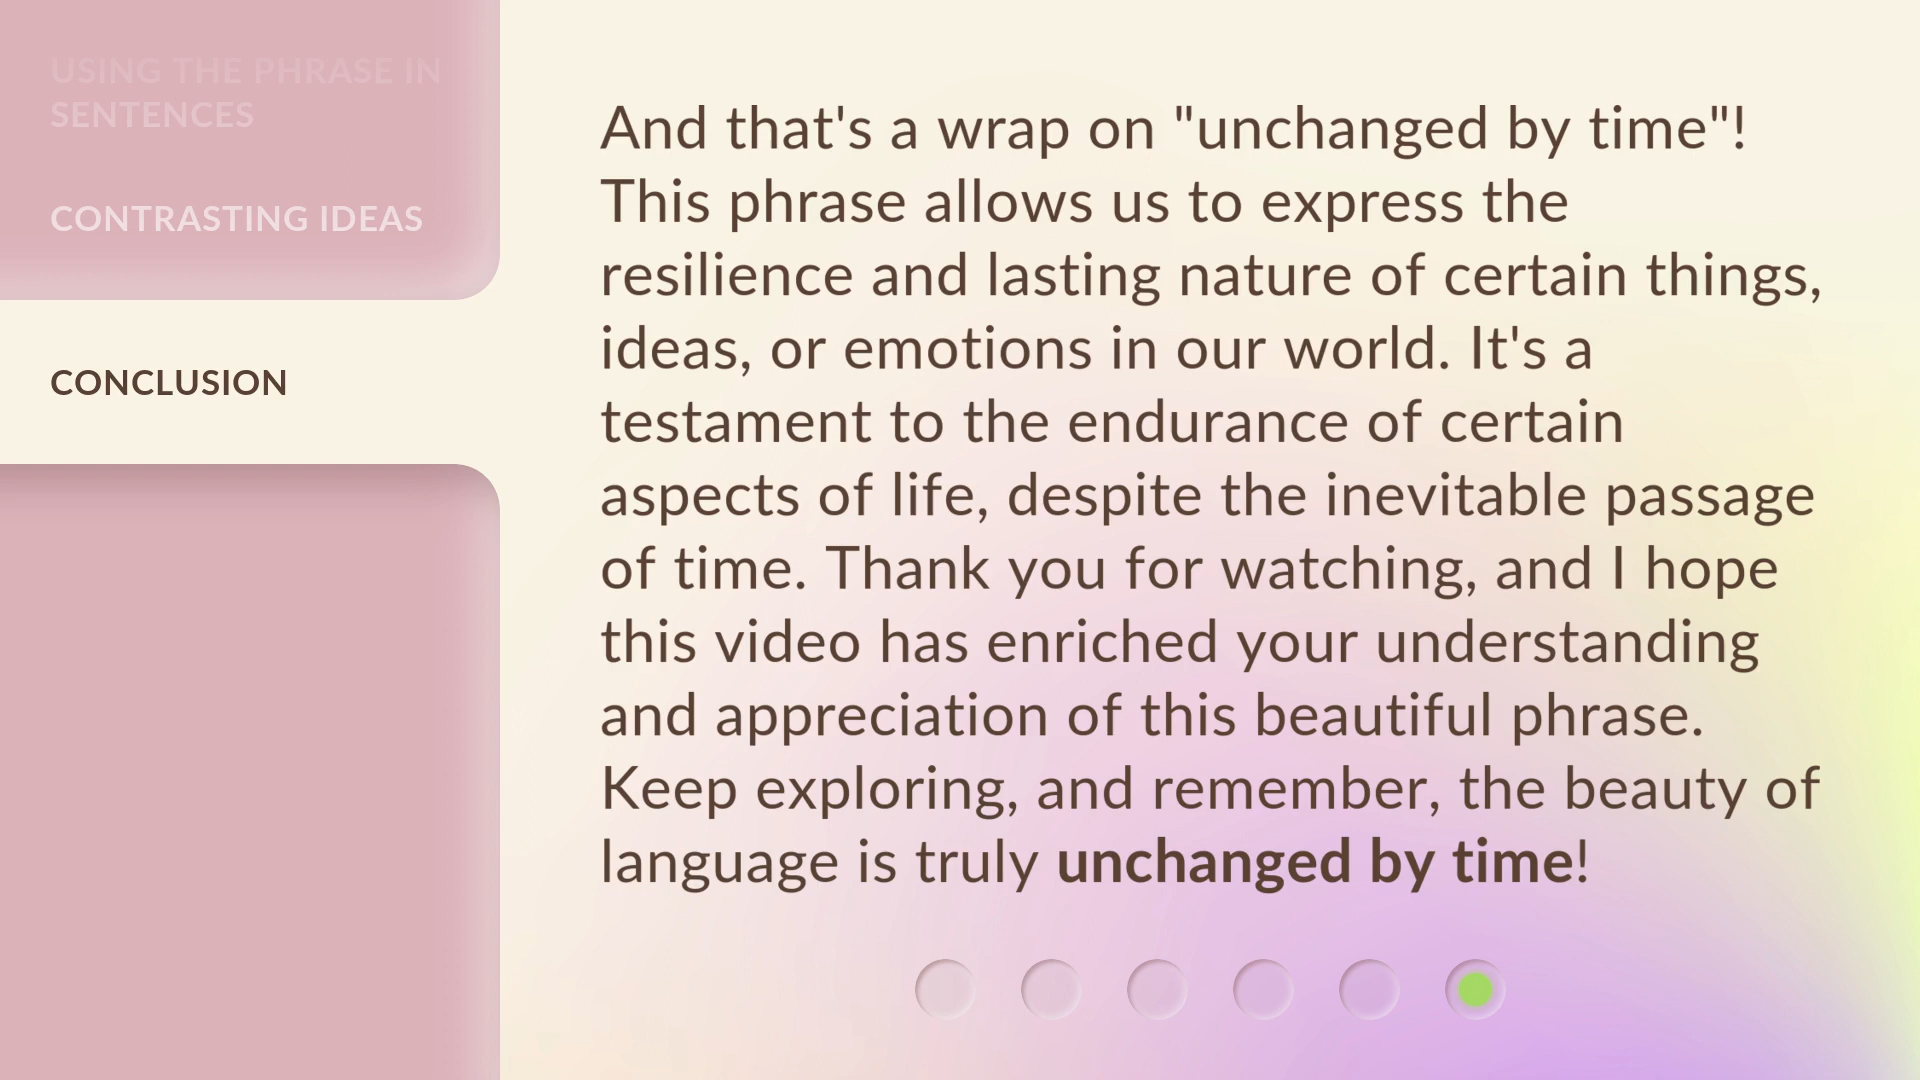 USING THE PHRASE IN
SENTENCES
CONTRASTING IDEAS
CONCLUSION
And that's a wrap on "unchanged by time"!
This phrase allows us to express the
resilience and lasting nature of certain things,
ideas, or emotions in our world. It's a
testament to the endurance of certain
aspects of life, despite the inevitable passage
of time. Thank you for watching, and I hope
this video has enriched your understanding
and appreciation of this beautiful phrase.
Keep exploring, and remember, the beauty of
language is truly unchanged by time!